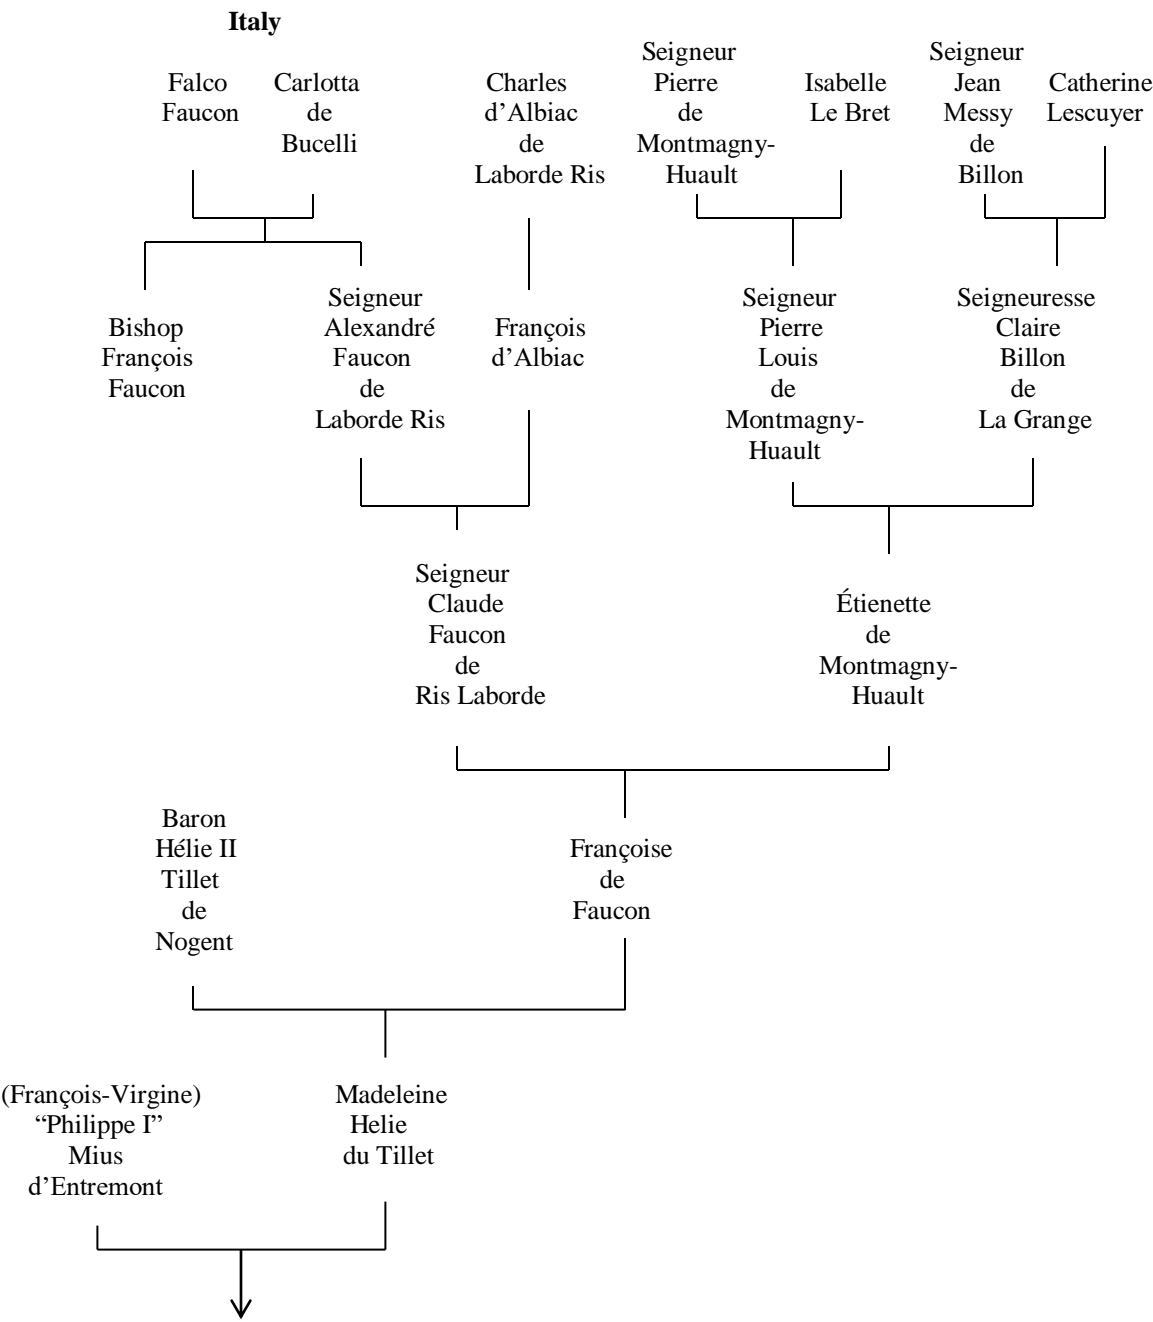 Italy
Falco
Faucon
Carlotta
de
Bucelli
Charles
d’Albiac
de
Laborde Ris
Seigneur
Pierre
de
Montmagny-
Huault
Isabelle
Le Bret
Seigneur
Jean
Messy
de
Billon
Catherine
Lescuyer
Bishop
François
Faucon
Seigneur
Alexandré
Faucon
de
Laborde Ris
François
d’Albiac
Seigneur
Pierre
Louis
de
Montmagny-
Huault
Seigneuresse
Claire
Billon
de
La Grange
Seigneur
Claude
Faucon
de
Ris Laborde
Étienette
de
Montmagny-
Huault
Baron
Hélie II
Tillet
de
Nogent
Françoise
de
Faucon
(François-Virgine)
“Philippe I”
Mius
d’Entremont
Madeleine
Helie
du Tillet